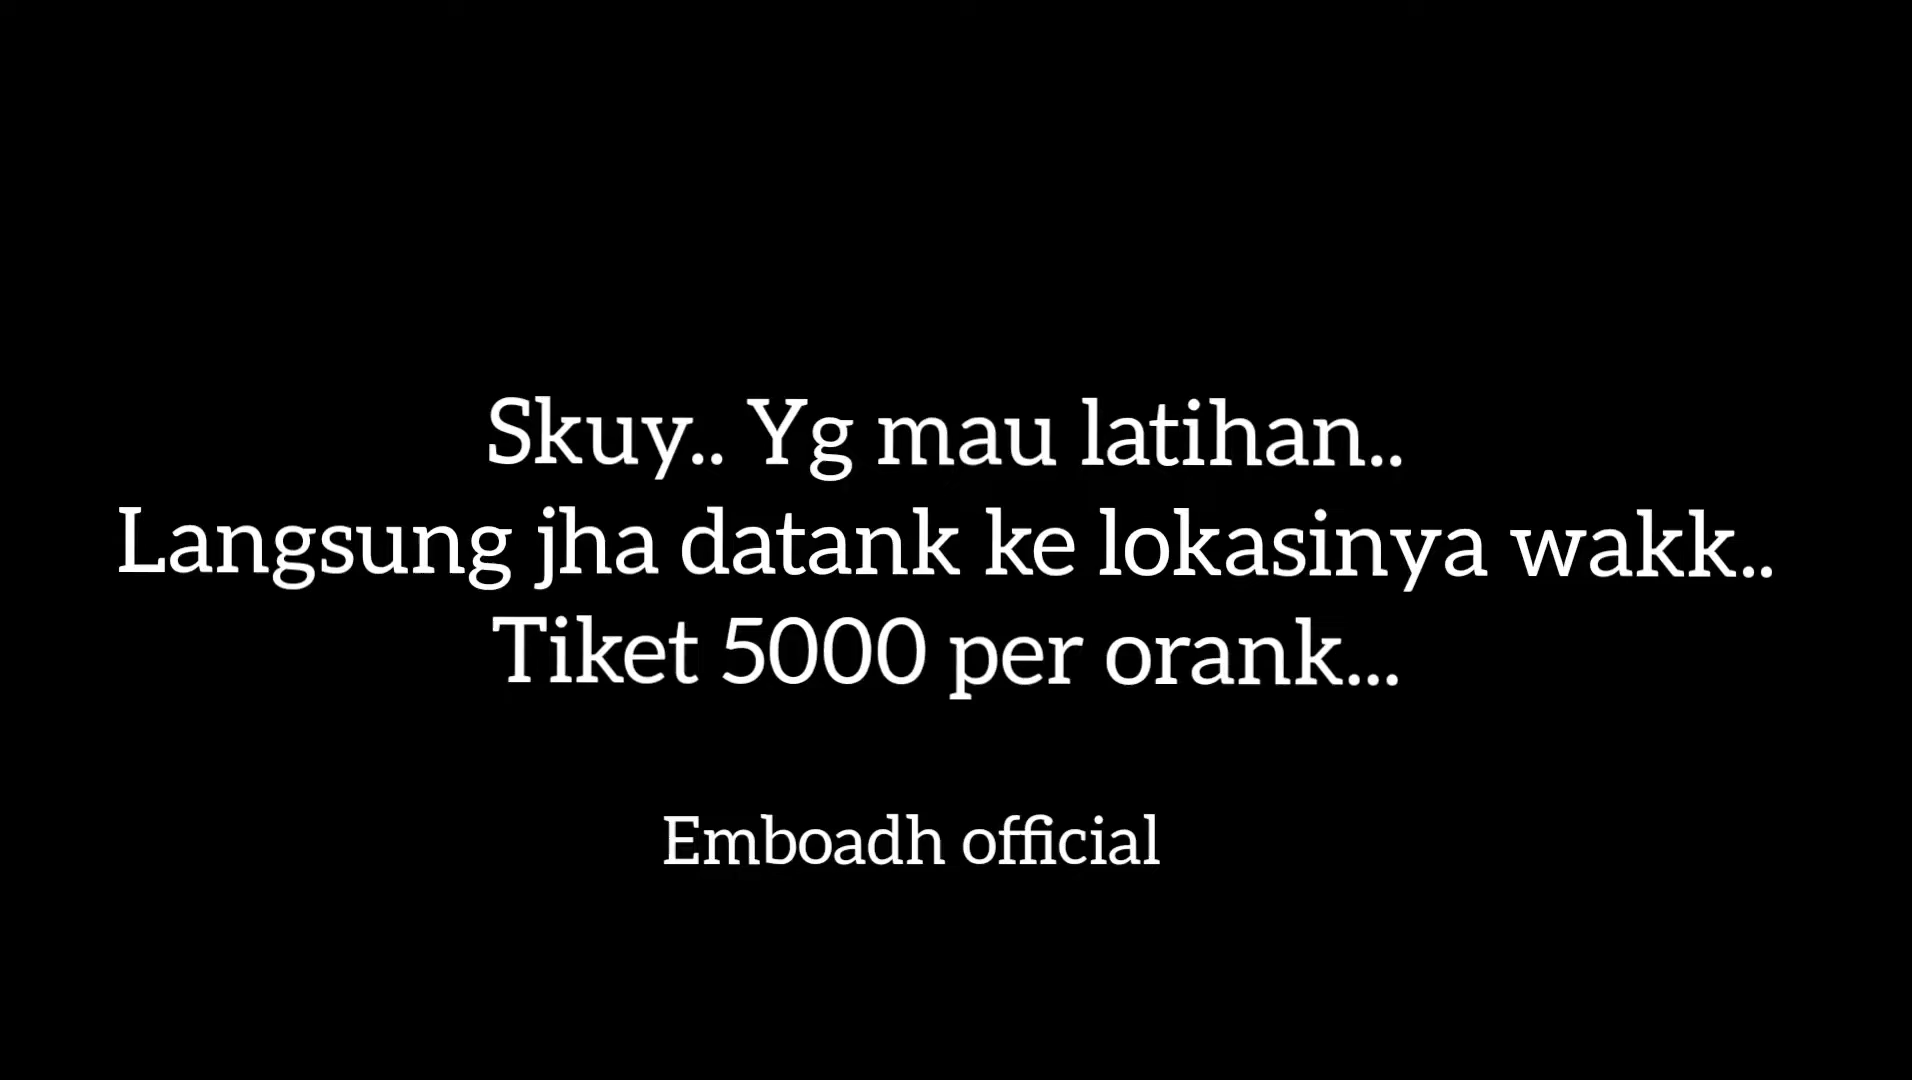 Skuy.. Yg mau latihan..
Langsung jha datank ke lokasinya wakk..
Tiket 5000 per orank...
Emboadh official